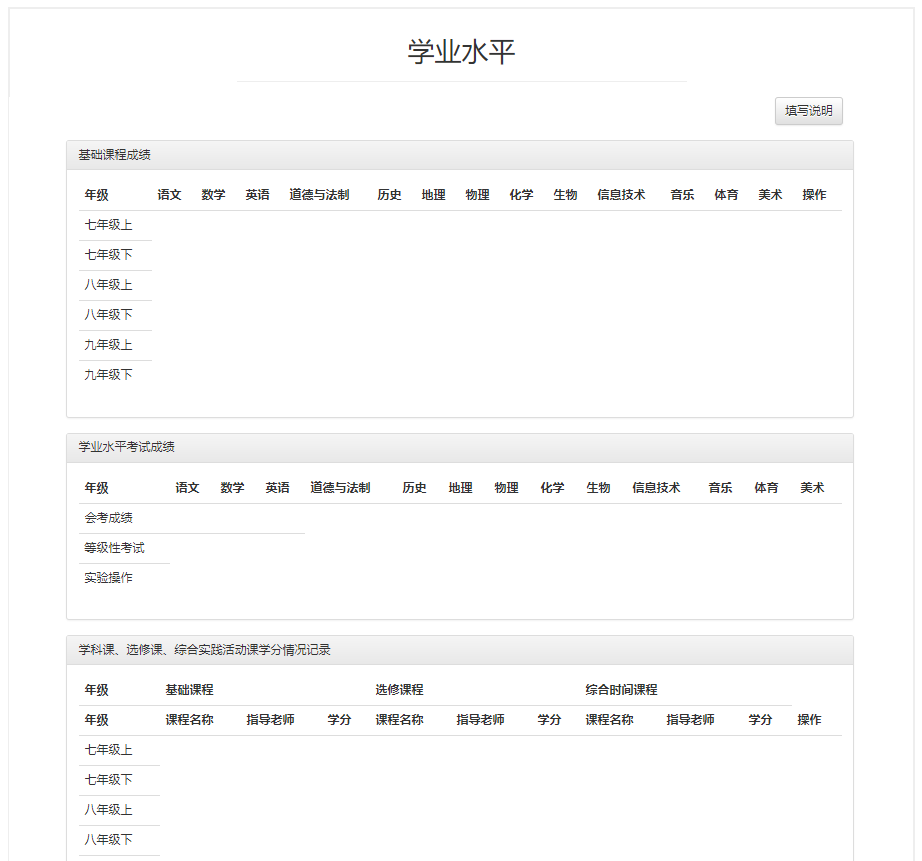 学业水平
填写说明
基础课程成绩
年级 语文 数学 英语 道德与法制 历史 地理 物理 化学 生物 信息技术 音乐 体育 美术 操作
七年级上
七年级下
八年级上
八年级下
九年级上
九年级下
学业水平考试成绩
年级 语文 数学 英语 道德与法制 历史 地理 物理 化学 生物 信息技术 音乐 体育 美术
会考成绩
等级性考试
实验操作
学科课、选修课、综合实践活动课学分情况记录
年级 基础课程 选修课程 综合时间课程
年级 课程名称 指导老师 学分 课程名称 指导老师 学分 课程名称 指导老师 学分 操作
七年级上
七年级下
八年级上
八年级下